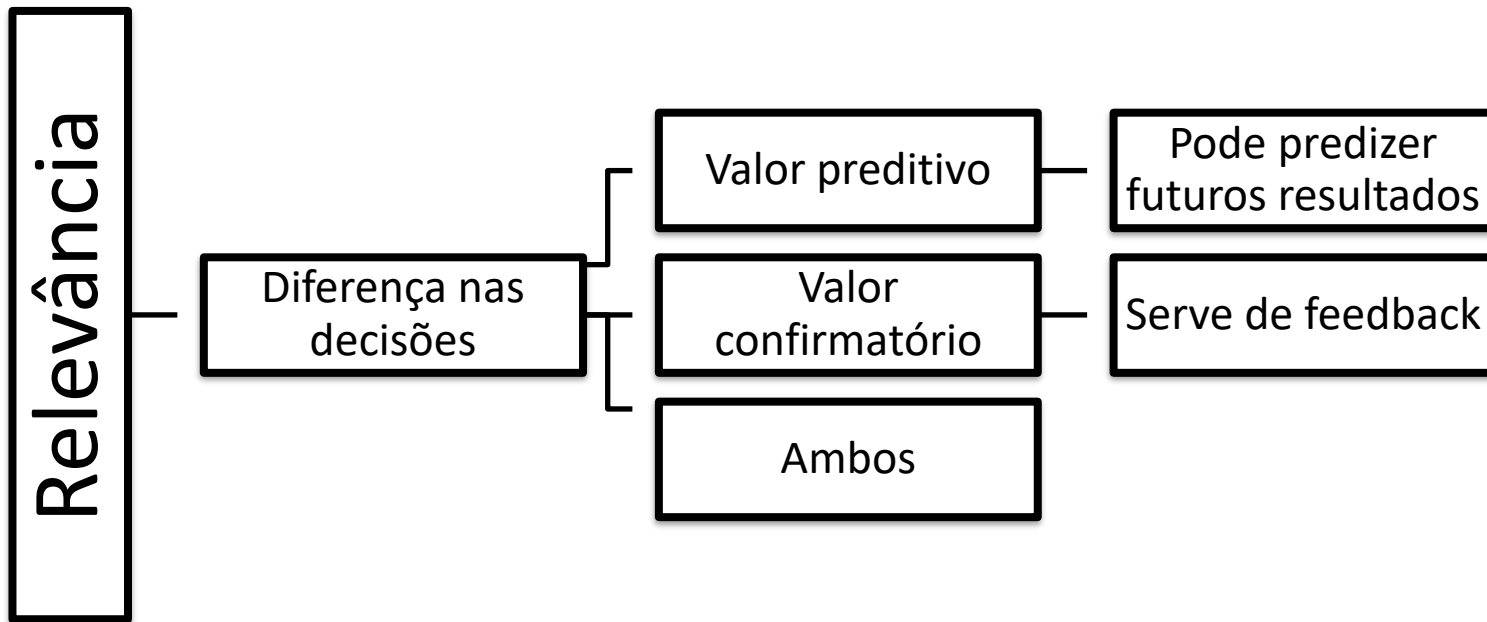 Relevância
Diferença nas
decisões
Valor preditivo
Pode predizer
futuros resultados
Valor
confirmatório
Serve de feedback
Ambos